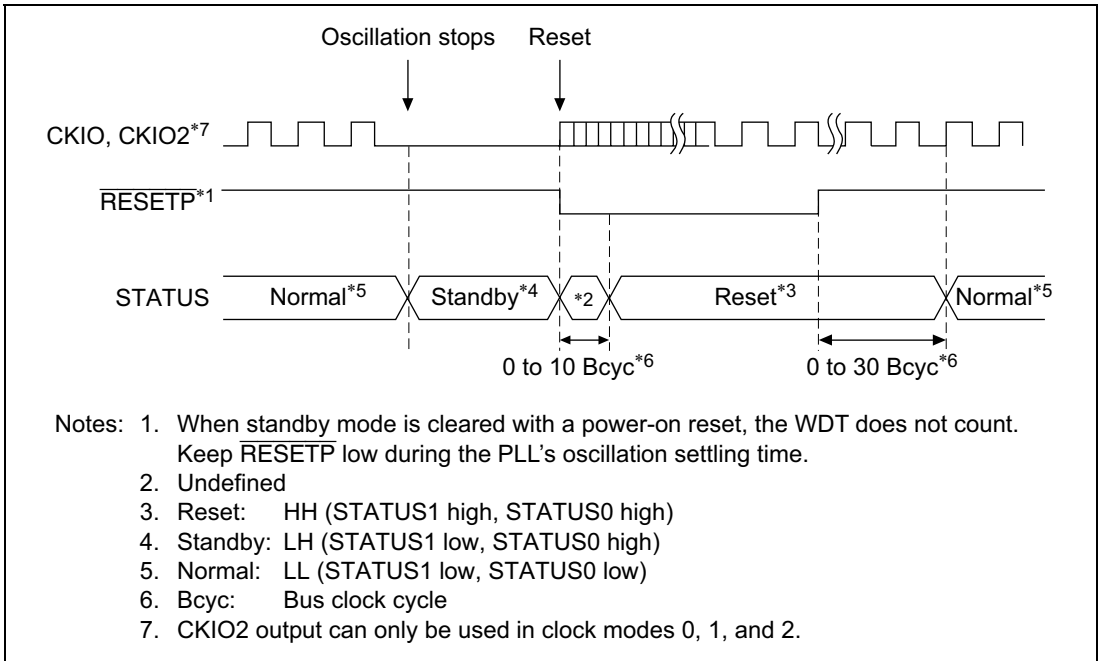 Oscillation stops Reset
CKIO, CKIO2*7
RESETP*1
STATUS Normal*5 Standby*4 *2 Reset*3 Normal*5
0 to 10 Bcyc*6 0 to 30 Bcyc*6
Notes: 1. When standby mode is cleared with a power-on reset, the WDT does not count.
Keep RESETP low during the PLL's oscillation settling time.
2. Undefined
3. Reset: HH (STATUS1 high, STATUS0 high)
4. Standby: LH (STATUS1 low, STATUS0 high)
5. Normal: LL (STATUS1 low, STATUS0 low)
6. Bcyc: Bus clock cycle
7. CKIO2 output can only be used in clock modes 0, 1, and 2.